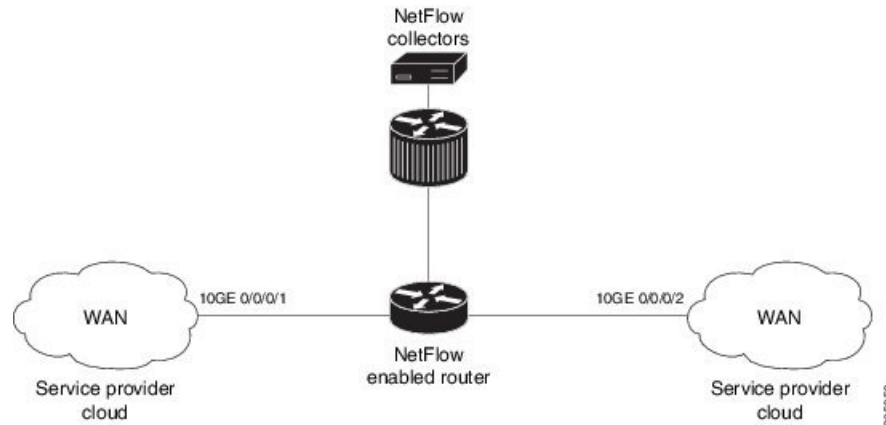 NetFlow
collectors
10GE 0/0/0/1
10GE 0/0/0/2
WAN
WAN
NetFlow
enabled router
Service provider
cloud
Service provider
cloud